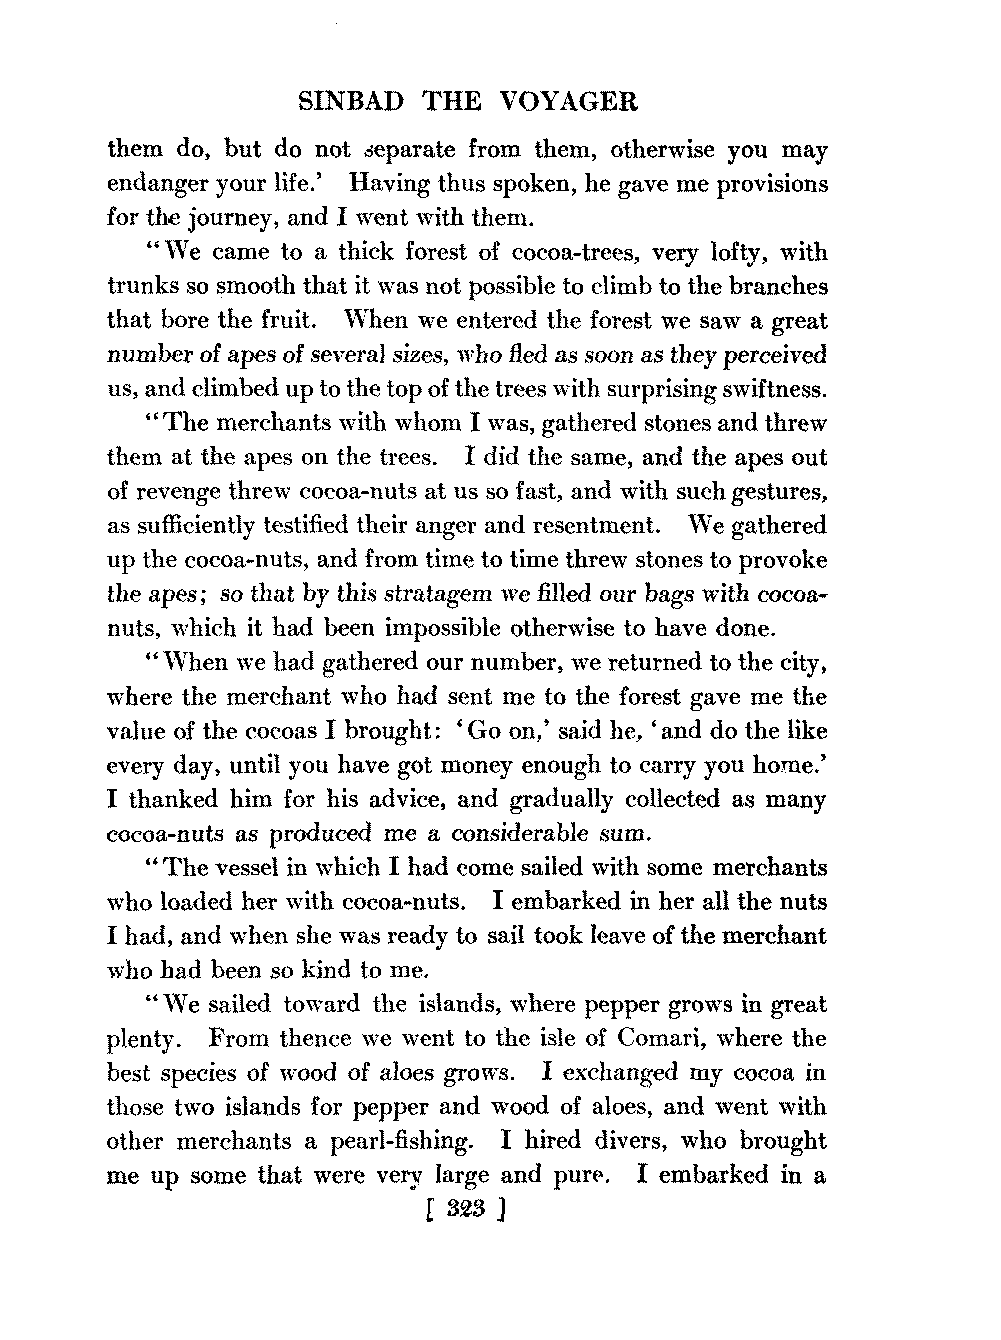 SINBAD THE VOYAGER
them do, but do not separate from them, otherwise you may
endanger your life.’ Having thus spoken, he gave me provisions
for the journey, and I went with them.
“We came to a thick forest of cocoa-trees, very lofty, with
trunks so smooth that it was not possible to climb to the branches
that bore the fruit. When we entered the forest we saw a great
number of apes of several sizes, who fled as soon as they perceived
us, and climbed up to the top of the trees with surprising swiftness.
“The merchants with whom I was, gathered stones and threw
them at the apes on the trees. I did the same, and the apes out
of revenge threw cocoa-nuts at us so fast, and with such gestures,
as sufficiently testified their anger and resentment. We gathered
up the cocoa-nuts, and from time to time threw stones to provoke
the apes; so that by this stratagem we filled our bags with cocoa-
nuts, which it had been impossible otherwise to have done.
“When we had gathered our number, we returned to the city,
where the merchant who had sent me to the forest gave me the
value of the cocoas I brought: ‘Go on,’ said he, ‘and do the like
every day, until you have got money enough to carry you home.’
I thanked him for his advice, and gradually collected as many
cocoa-nuts as produced me a considerable sum.
“The vessel in which I had come sailed with some merchants
who loaded her with cocoa-nuts. I embarked in her all the nuts
I had, and when she was ready to sail took leave of the merchant
who had been so kind to me.
“We sailed toward the islands, where pepper grows in great
plenty. From thence we went to the isle of Comari, where the
best species of wood of aloes grows. I exchanged my cocoa in
those two islands for pepper and wood of aloes, and went with
other merchants a pearl-fishing. I hired divers, who brought
me up some that were very large and pure. I embarked in a
[ 323 ]